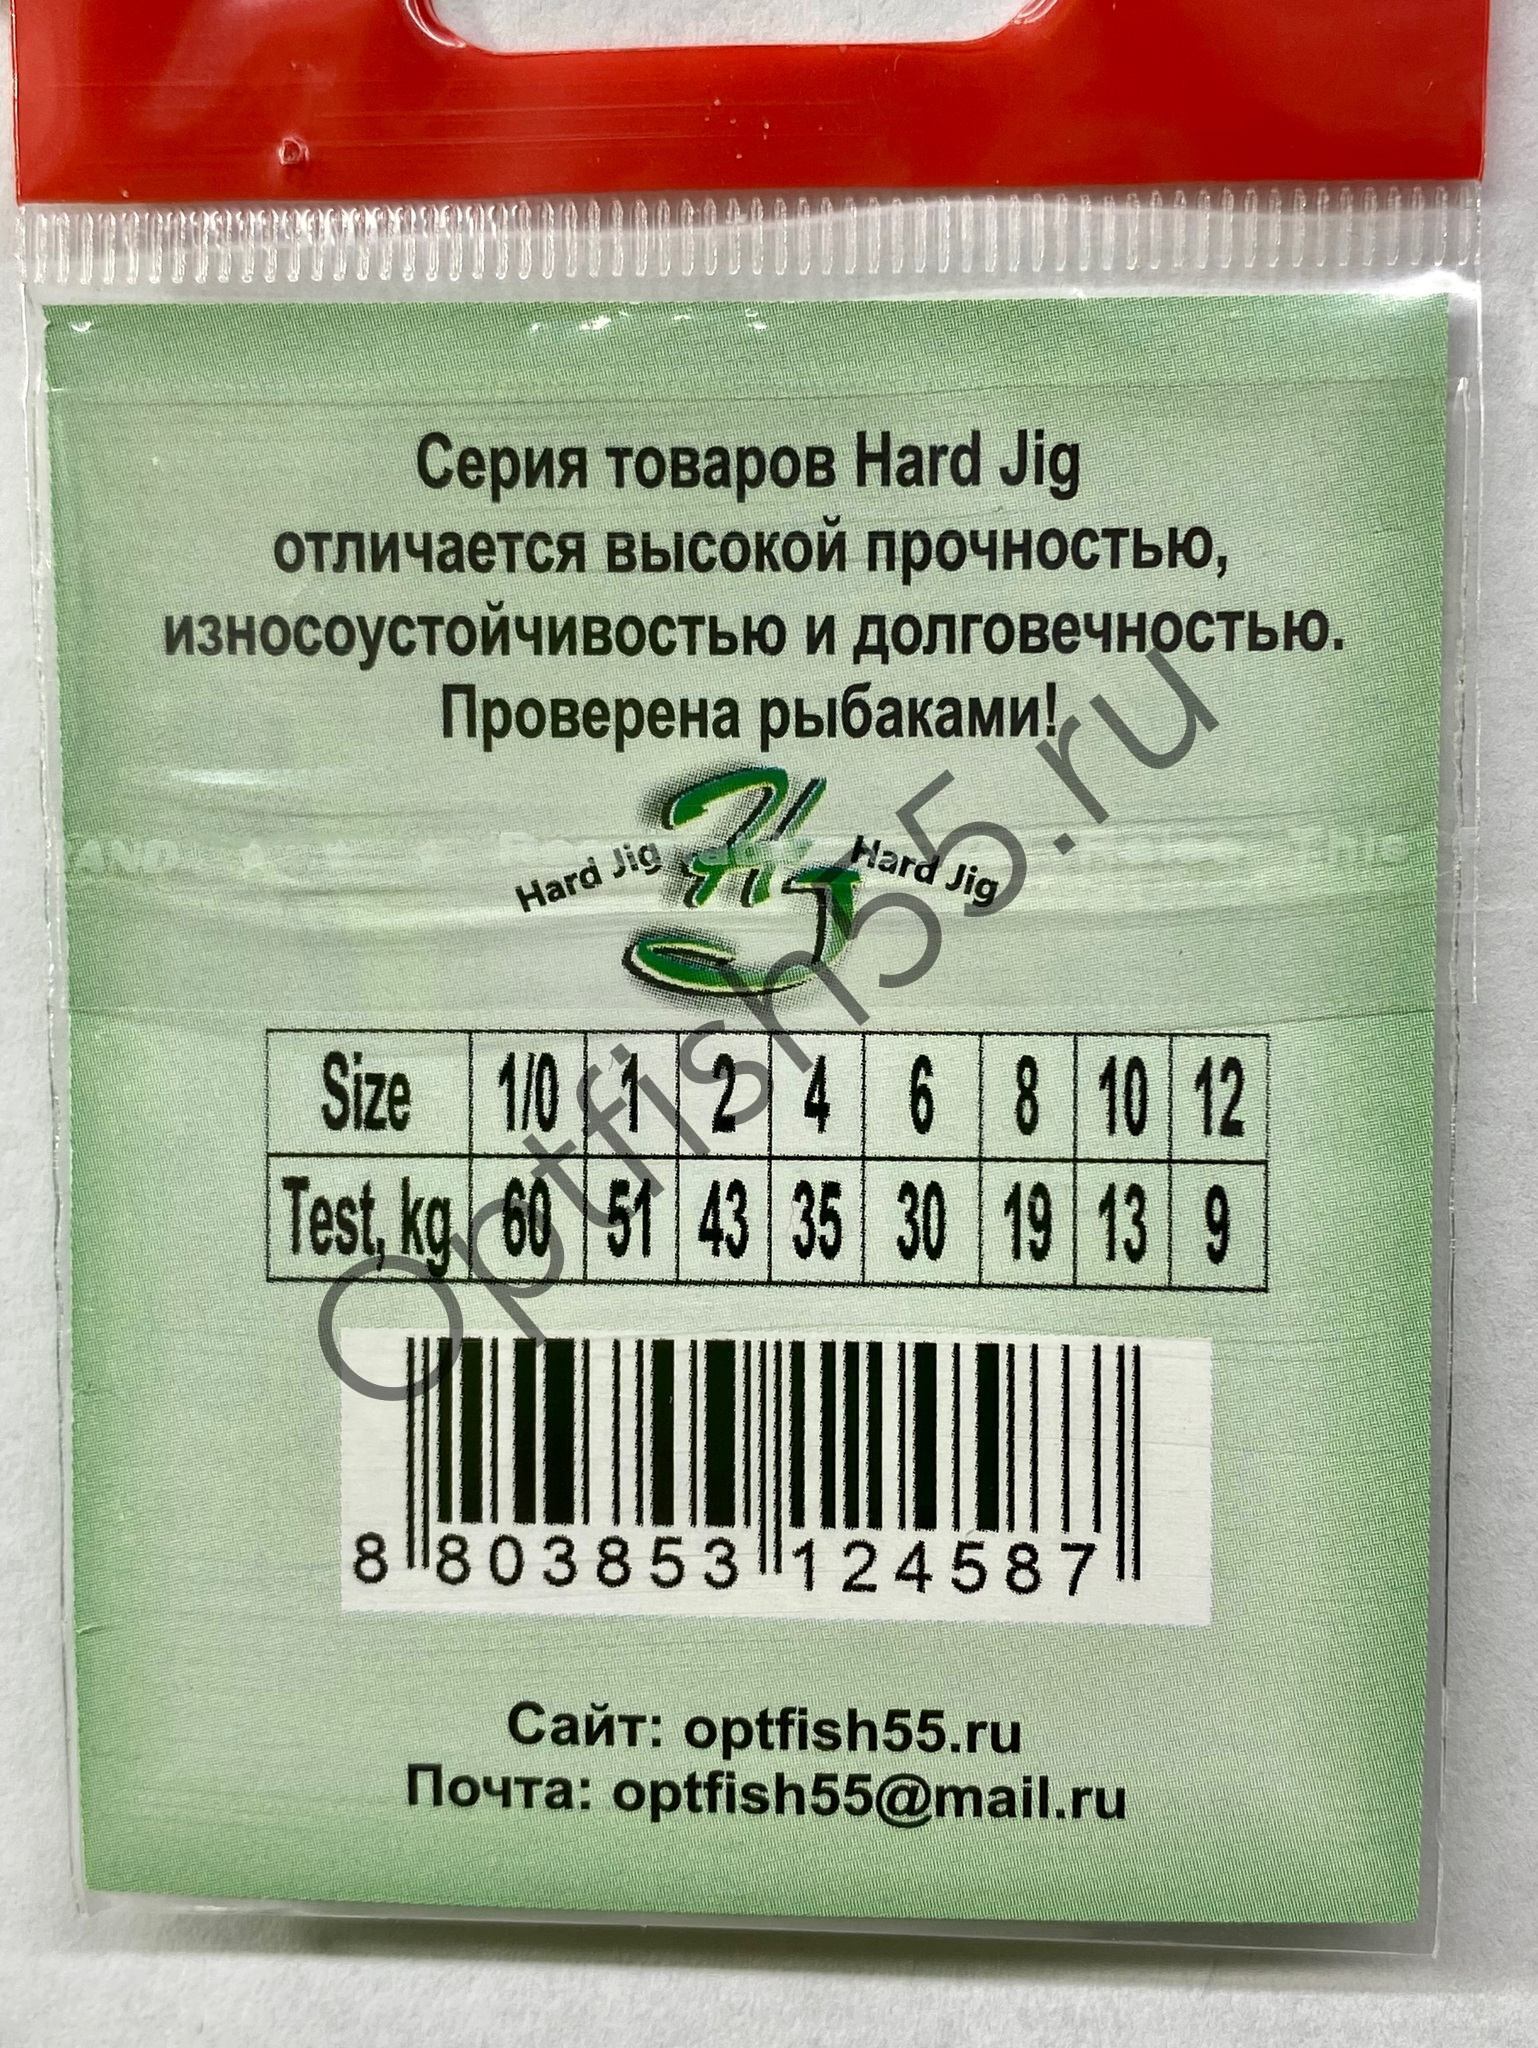 Серия товаров Hard Jig
отличается высокой прочностью,
износоустойчивостью и долговечностью.
Проверена рыбаками!
Hard Jig HJ Hard Jig
Size 1/0 1 2 4 6 8 10 12
Test, kg 60 51 43 35 30 19 13 9
8 803853 124587
Сайт: optfish55.ru
Почта: optfish55@mail.ru
Optfish55.ru